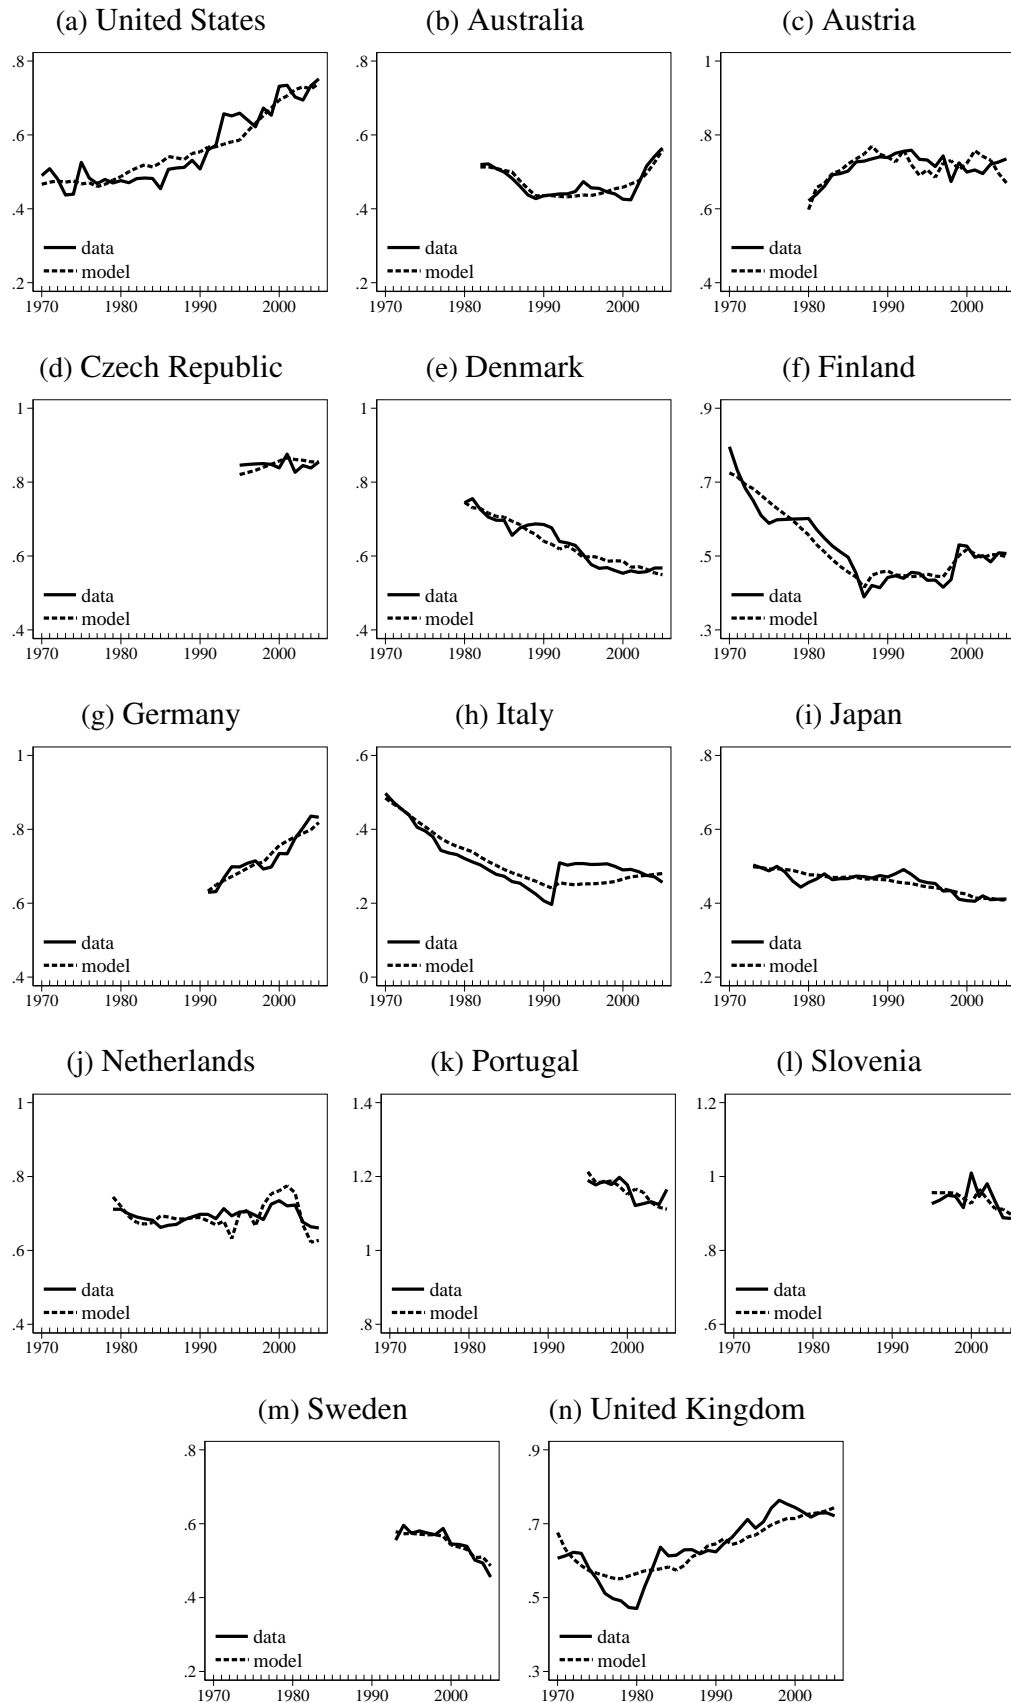 (a) United States
(b) Australia
(c) Austria
.8
.6
.4
.2
data
model
1970 1980 1990 2000
.8
.6
.4
.2
data
model
1970 1980 1990 2000
1
.8
.6
.4
data
model
1970 1980 1990 2000
(d) Czech Republic
(e) Denmark
(f) Finland
1
.8
.6
.4
data
model
1970 1980 1990 2000
1
.8
.6
.4
data
model
1970 1980 1990 2000
.9
.7
.5
.3
data
model
1970 1980 1990 2000
(g) Germany
(h) Italy
(i) Japan
1
.8
.6
.4
data
model
1970 1980 1990 2000
.6
.4
.2
0
data
model
1970 1980 1990 2000
.8
.6
.4
.2
data
model
1970 1980 1990 2000
(j) Netherlands
(k) Portugal
(l) Slovenia
1
.8
.6
.4
data
model
1970 1980 1990 2000
1.4
1.2
1
.8
data
model
1970 1980 1990 2000
1.2
1
.8
.6
data
model
1970 1980 1990 2000
(m) Sweden
(n) United Kingdom
.8
.6
.4
.2
data
model
1970 1980 1990 2000
.9
.7
.5
.3
data
model
1970 1980 1990 2000